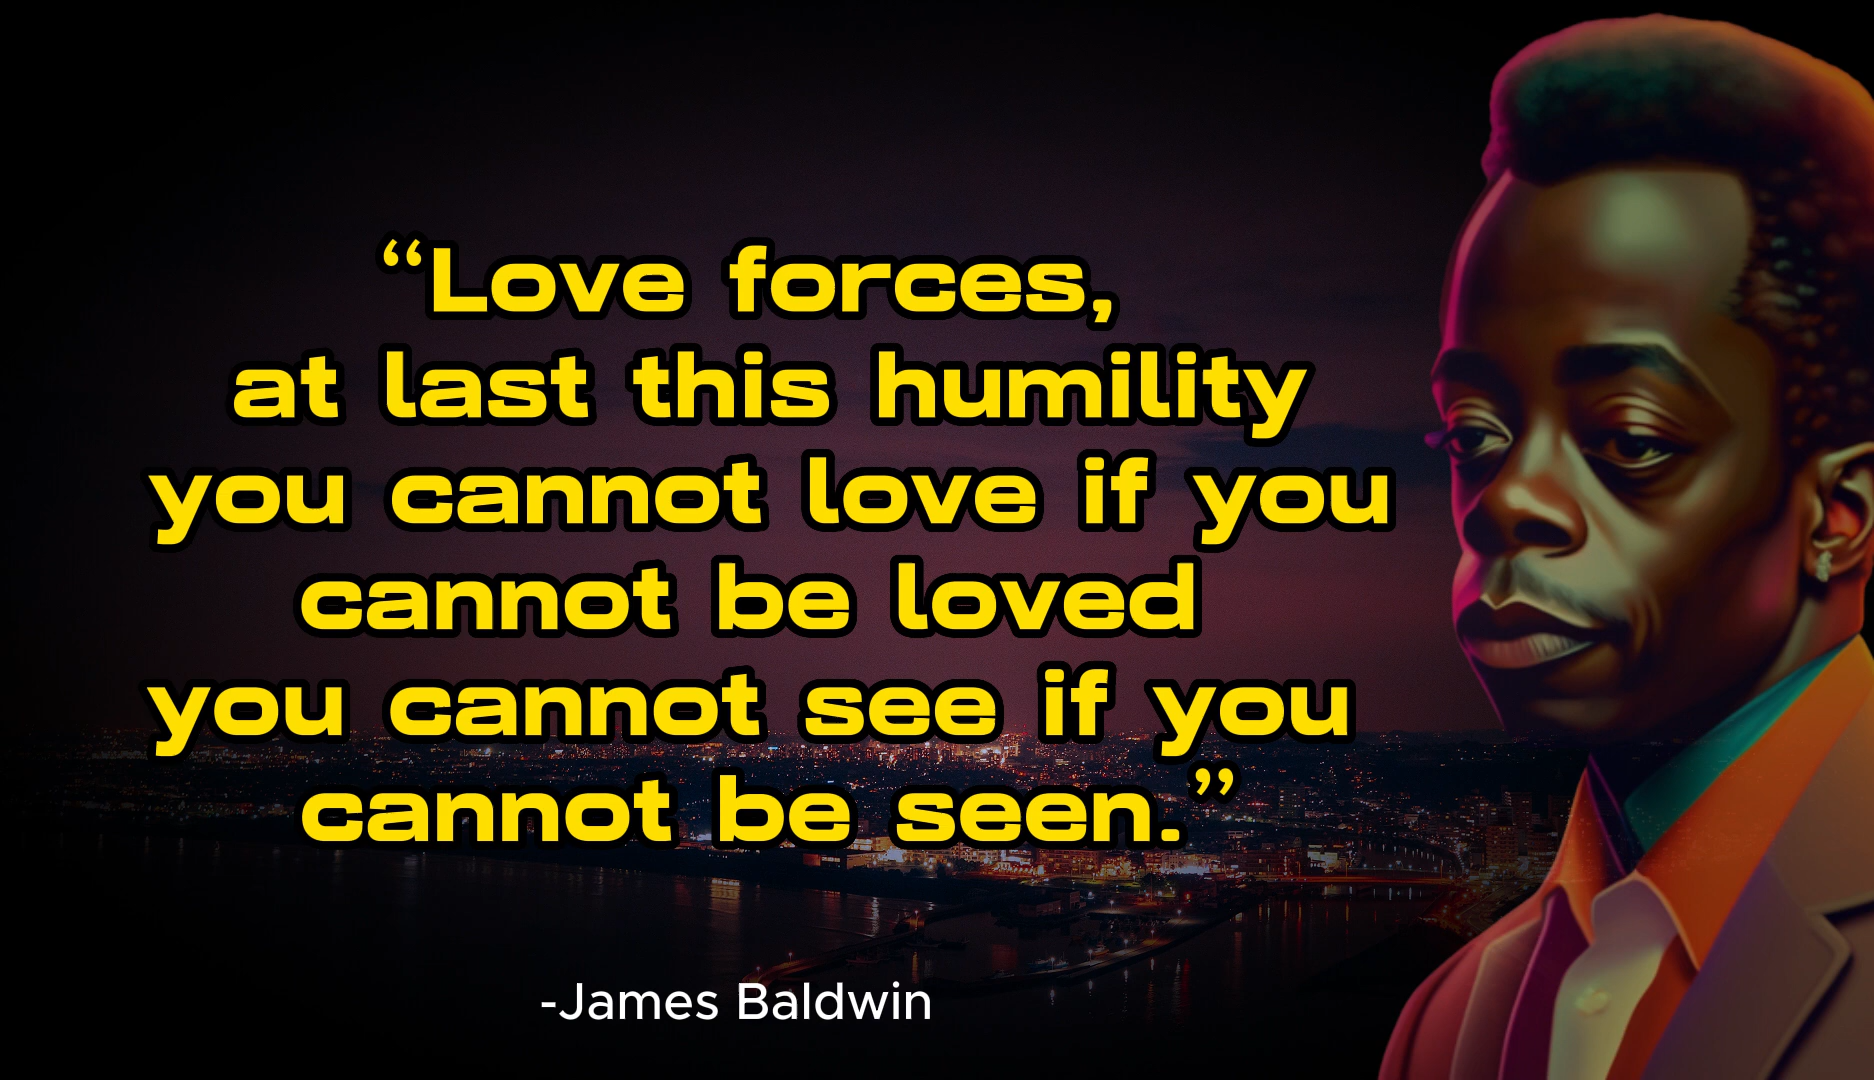 “Love forces,
at last this humility
you cannot love if you
cannot be loved
you cannot see if you
cannot be seen.”
-James Baldwin